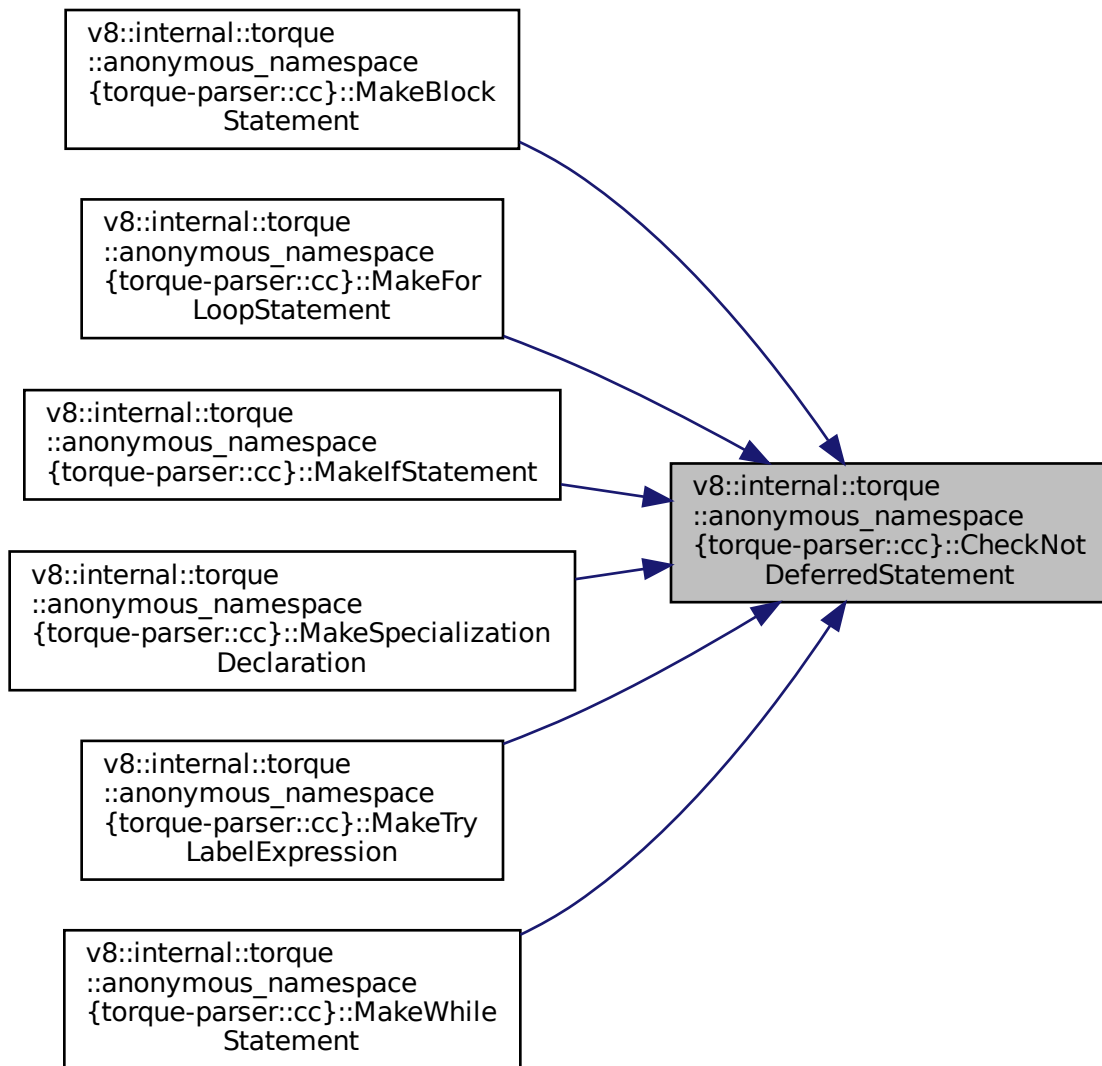 v8::internal::torque
::anonymous_namespace
{torque-parser::cc}::MakeBlock
Statement
v8::internal::torque
::anonymous_namespace
{torque-parser::cc}::MakeFor
LoopStatement
v8::internal::torque
::anonymous_namespace
{torque-parser::cc}::MakeIfStatement
v8::internal::torque
::anonymous_namespace
{torque-parser::cc}::CheckNot
DeferredStatement
v8::internal::torque
::anonymous_namespace
{torque-parser::cc}::MakeSpecialization
Declaration
v8::internal::torque
::anonymous_namespace
{torque-parser::cc}::MakeTry
LabelExpression
v8::internal::torque
::anonymous_namespace
{torque-parser::cc}::MakeWhile
Statement